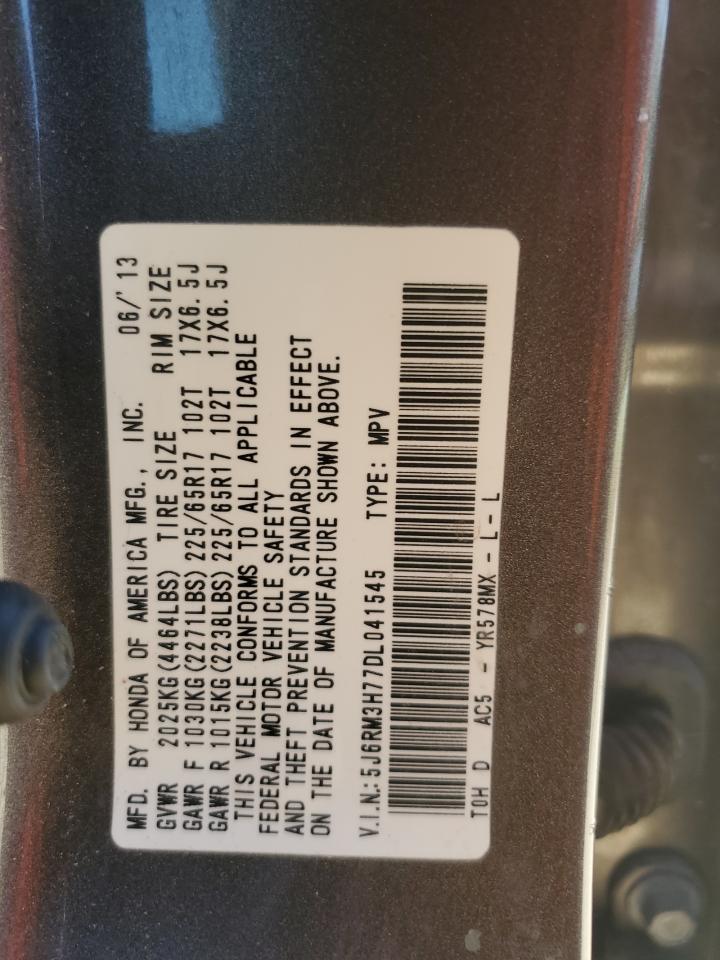 MFD. BY HONDA OF AMERICA MFG., INC. 06/'13
GVWR 2025KG(4464LBS) TIRE SIZE RIM SIZE
GAWR F 1030KG(2271LBS) 225/65R17 102T 17X6.5J
GAWR R 1015KG(2238LBS) 225/65R17 102T 17X6.5J
THIS VEHICLE CONFORMS TO ALL APPLICABLE
FEDERAL MOTOR VEHICLE SAFETY
AND THEFT PREVENTION STANDARDS IN EFFECT
ON THE DATE OF MANUFACTURE SHOWN ABOVE.
V.I.N.: 5J6RM3H77DL041545 TYPE: MPV
T0H D AC5 - YR578MX - L - L